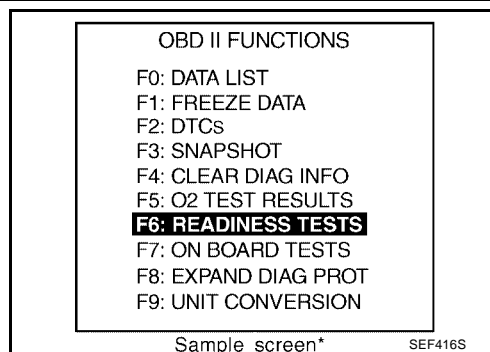 OBD II FUNCTIONS
F0: DATA LIST
F1: FREEZE DATA
F2: DTCs
F3: SNAPSHOT
F4: CLEAR DIAG INFO
F5: O2 TEST RESULTS
F6: READINESS TESTS
F7: ON BOARD TESTS
F8: EXPAND DIAG PROT
F9: UNIT CONVERSION
Sample screen*
SEF416S